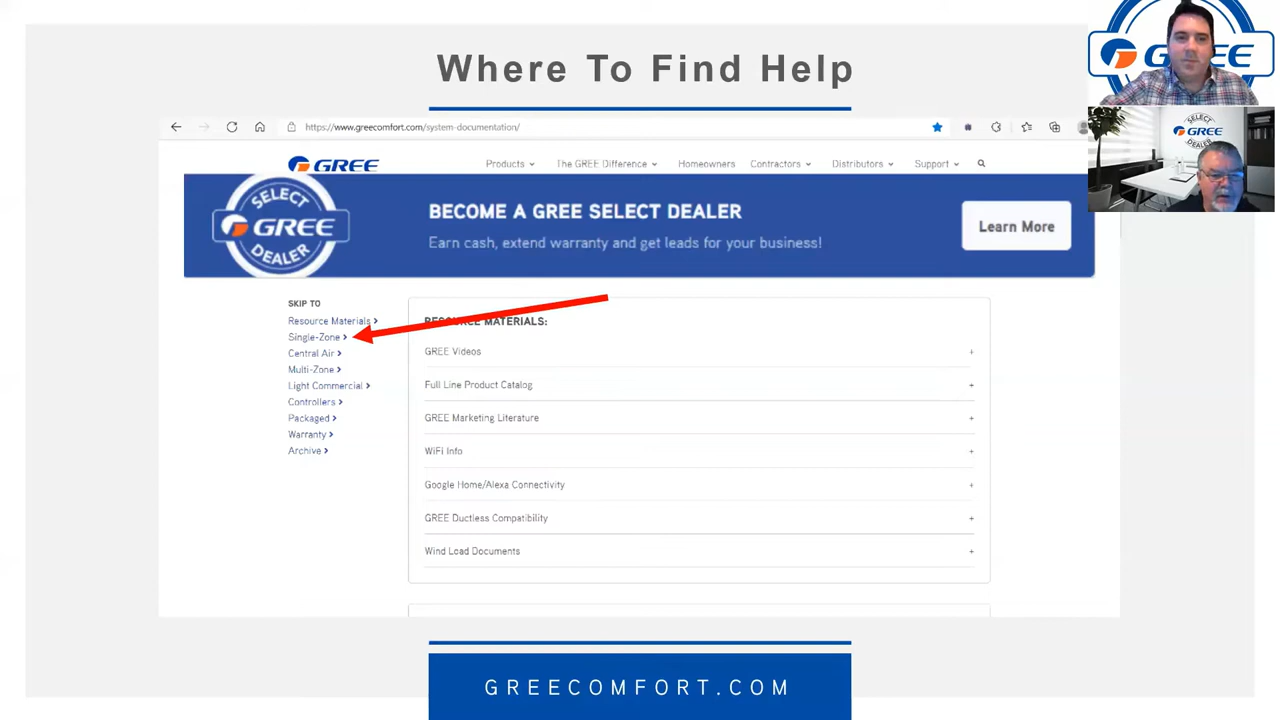 Where To Find Help
https://www.greecomfort.com/system-documentation/
GREE
Products
The GREE Difference
Homeowners
Contractors
Distributors
Support
SELECT
GREE
DEALER
BECOME A GREE SELECT DEALER
Earn cash, extend warranty and get leads for your business!
Learn More
SKIP TO
Resource Materials
Single-Zone
Central Air
Multi-Zone
Light Commercial
Controllers
Packaged
Warranty
Archive
RESOURCE MATERIALS:
GREE Videos
Full Line Product Catalog
GREE Marketing Literature
WiFi Info
Google Home/Alexa Connectivity
GREE Ductless Compatibility
Wind Load Documents
GREECOMFORT.COM
SELECT
GREE
DEALER